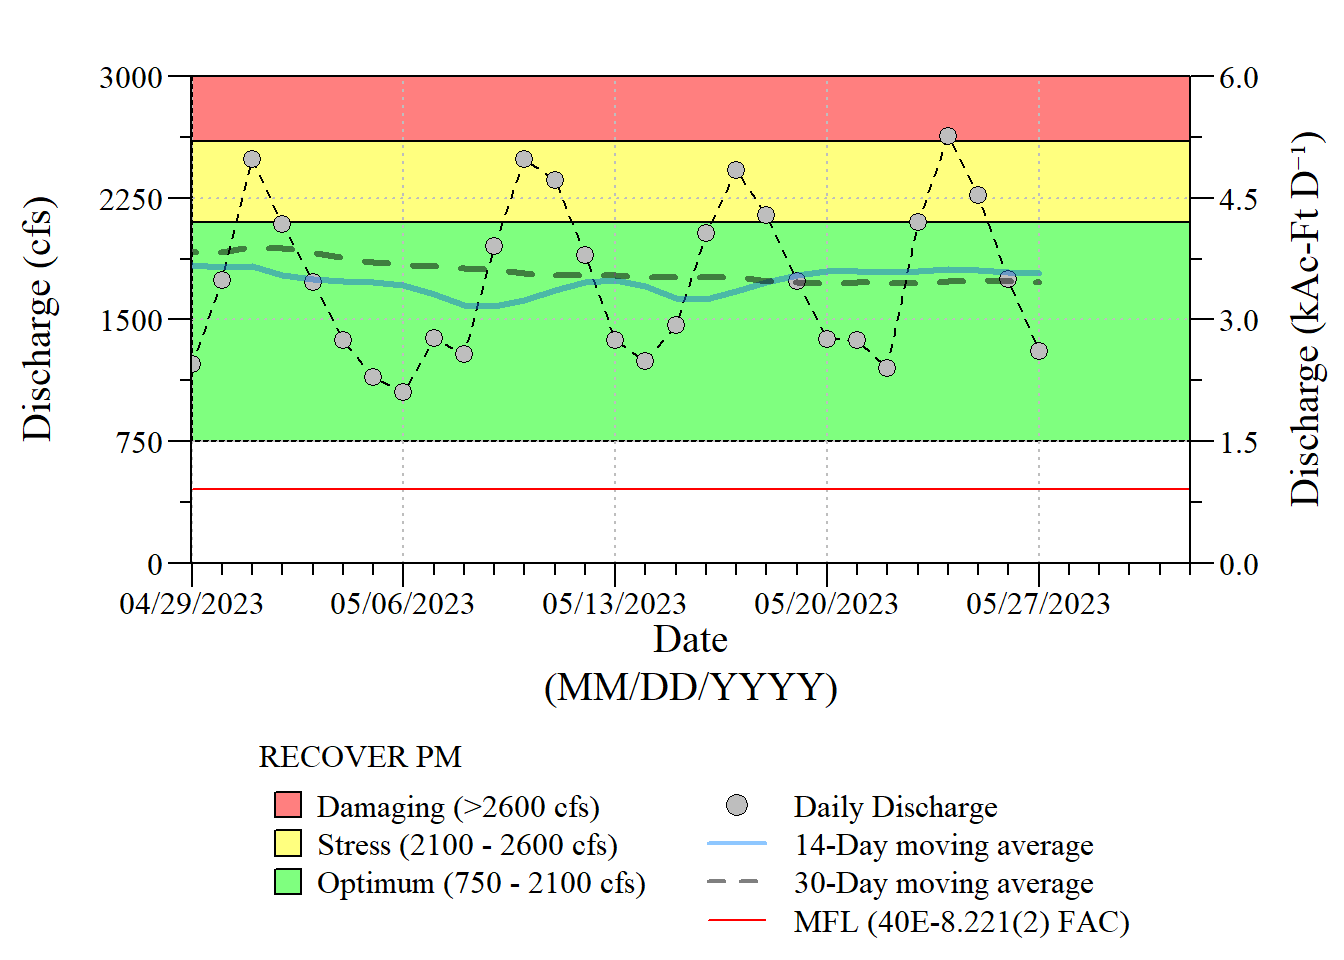 3000
2250
1500
750
0
Discharge (cfs)
6.0
4.5
3.0
1.5
0.0
Discharge (kAc-Ft D⁻¹)
04/29/2023 05/06/2023 05/13/2023 05/20/2023 05/27/2023
Date
(MM/DD/YYYY)
RECOVER PM
Damaging (>2600 cfs)
Stress (2100 - 2600 cfs)
Optimum (750 - 2100 cfs)
Daily Discharge
14-Day moving average
30-Day moving average
MFL (40E-8.221(2) FAC)